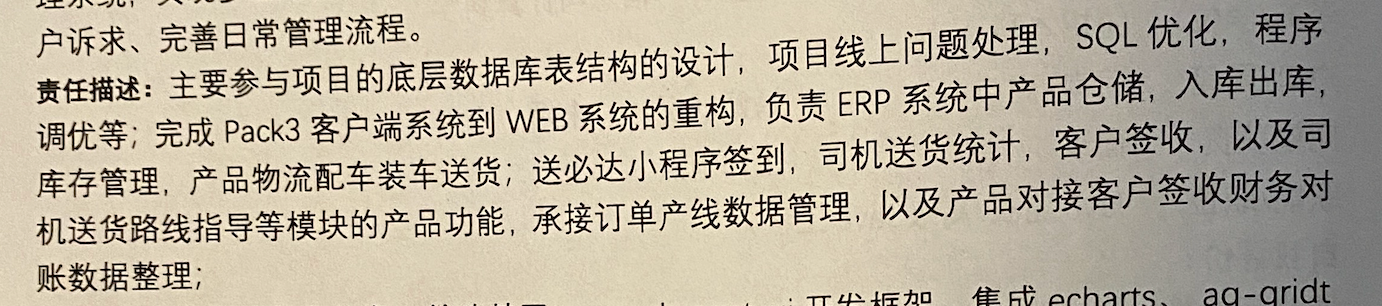 户诉求、完善日常管理流程。
责任描述：主要参与项目的底层数据库表结构的设计，项目线上问题处理，SQL 优化，程序
调优等；完成 Pack3 客户端系统到 WEB 系统的重构，负责 ERP 系统中产品仓储，入库出库，
库存管理，产品物流配车装车送货；送必达小程序签到，司机送货统计，客户签收，以及司
机送货路线指导等模块的产品功能，承接订单产线数据管理，以及产品对接客户签收财务对
账数据整理；
开发框架，集成 echarts、ag-gridt